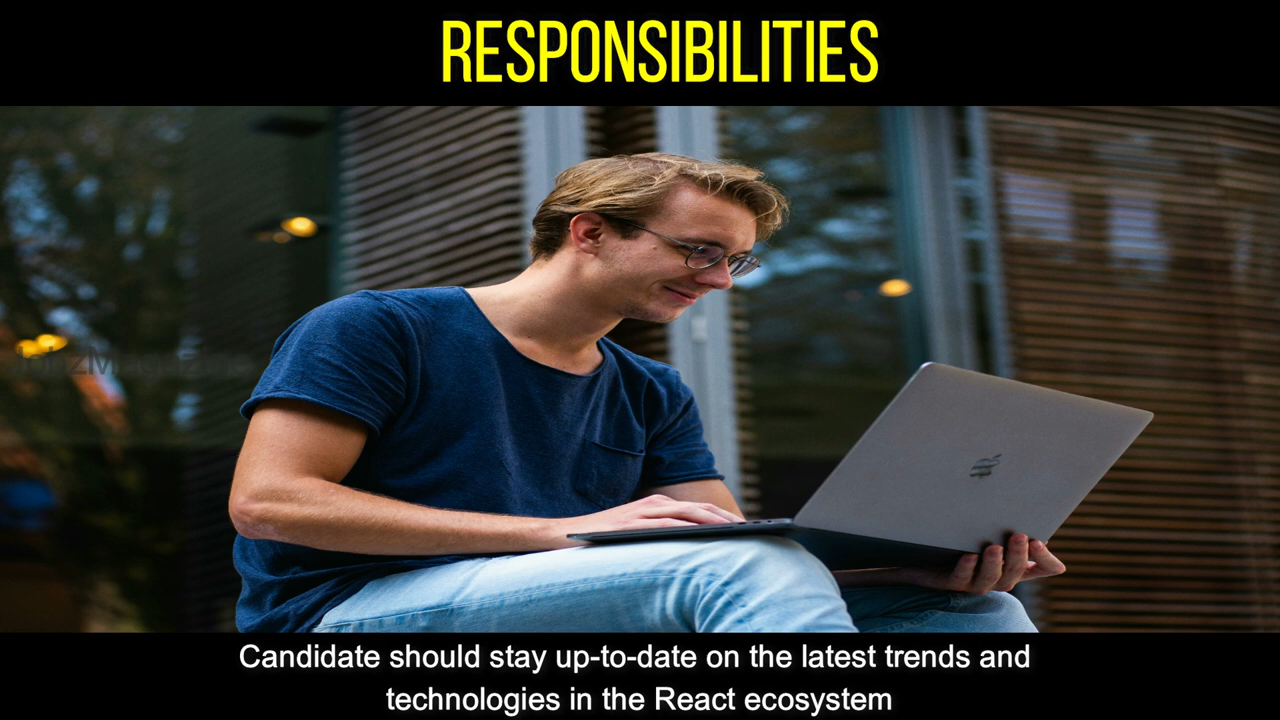 RESPONSIBILITIES
Candidate should stay up-to-date on the latest trends and
technologies in the React ecosystem